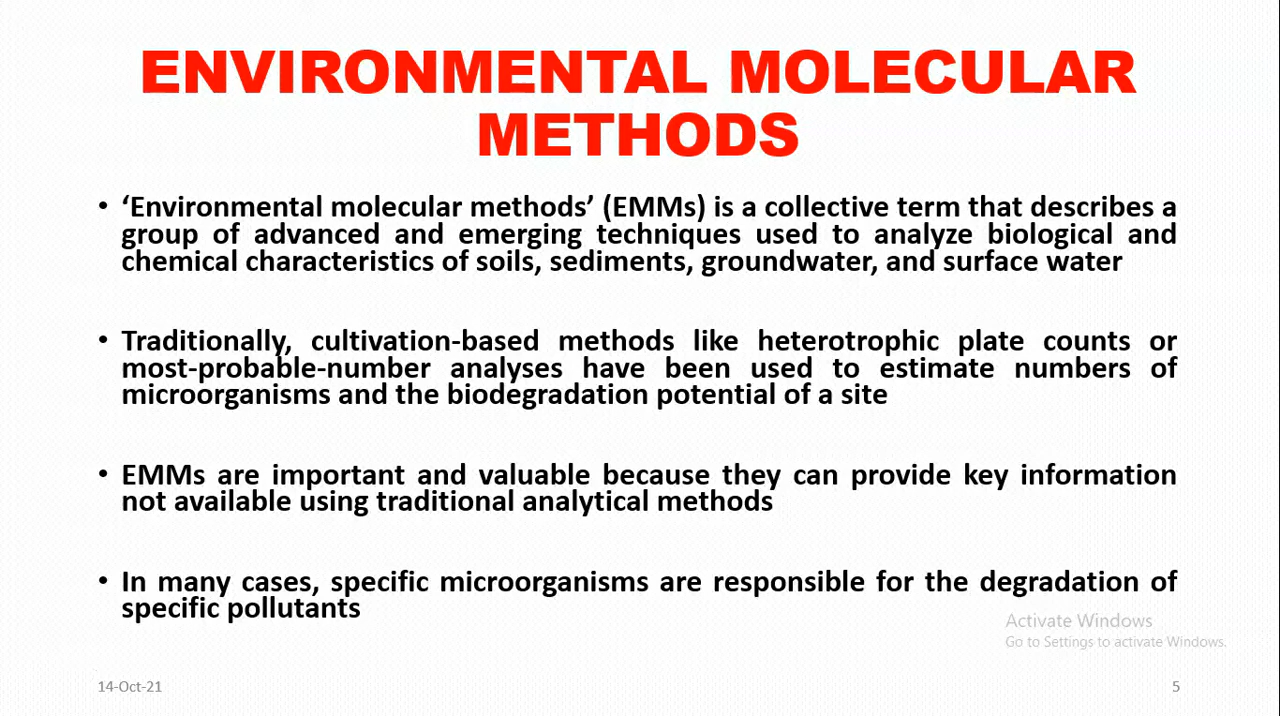 ENVIRONMENTAL MOLECULAR
METHODS
• ‘Environmental molecular methods’ (EMMs) is a collective term that describes a
group of advanced and emerging techniques used to analyze biological and
chemical characteristics of soils, sediments, groundwater, and surface water
• Traditionally, cultivation-based methods like heterotrophic plate counts or
most-probable-number analyses have been used to estimate numbers of
microorganisms and the biodegradation potential of a site
• EMMs are important and valuable because they can provide key information
not available using traditional analytical methods
• In many cases, specific microorganisms are responsible for the degradation of
specific pollutants
Activate Windows
Go to Settings to activate Windows.
14-Oct-21
5